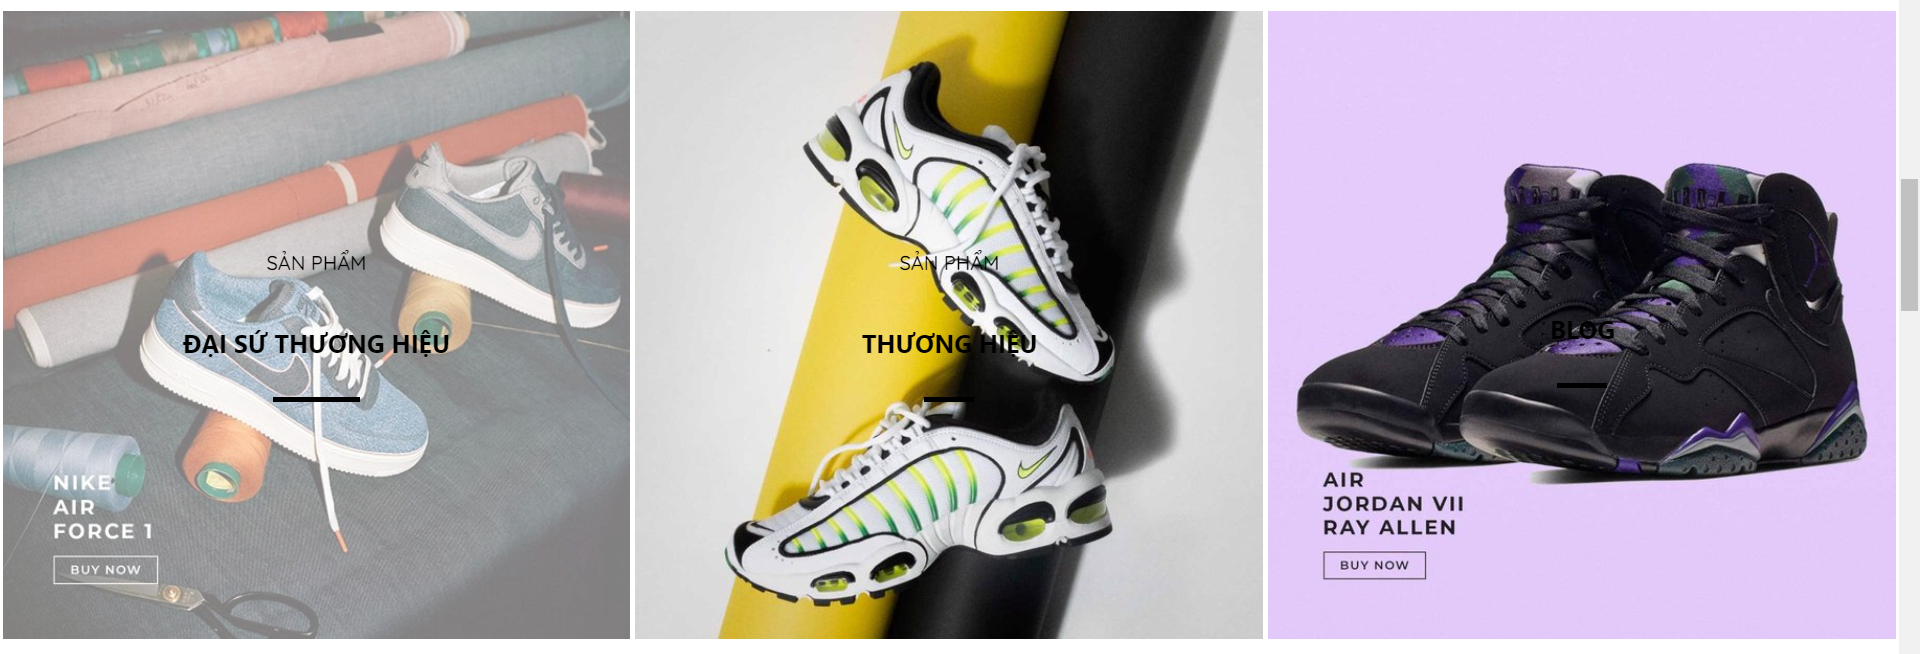 SẢN PHẨM
ĐẠI SỨ THƯƠNG HIỆU
NIKE
AIR
FORCE 1
BUY NOW
SẢN PHẨM
THƯƠNG HIỆU
BLOG
AIR
JORDAN VII
RAY ALLEN
BUY NOW